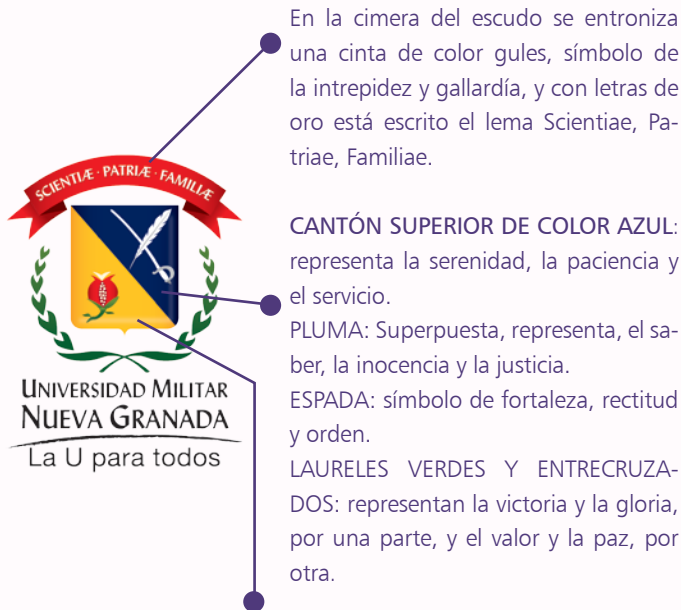 En la cimera del escudo se entroniza
una cinta de color gules, símbolo de
la intrepidez y gallardía, y con letras de
oro está escrito el lema Scientiae, Pa-
triae, Familiae.
SCIENTIÆ · PATRIÆ · FAMILIÆ
UNIVERSIDAD MILITAR
NUEVA GRANADA
La U para todos
CANTÓN SUPERIOR DE COLOR AZUL:
representa la serenidad, la paciencia y
el servicio.
PLUMA: Superpuesta, representa, el sa-
ber, la inocencia y la justicia.
ESPADA: símbolo de fortaleza, rectitud
y orden.
LAURELES VERDES Y ENTRECRUZA-
DOS: representan la victoria y la gloria,
por una parte, y el valor y la paz, por
otra.